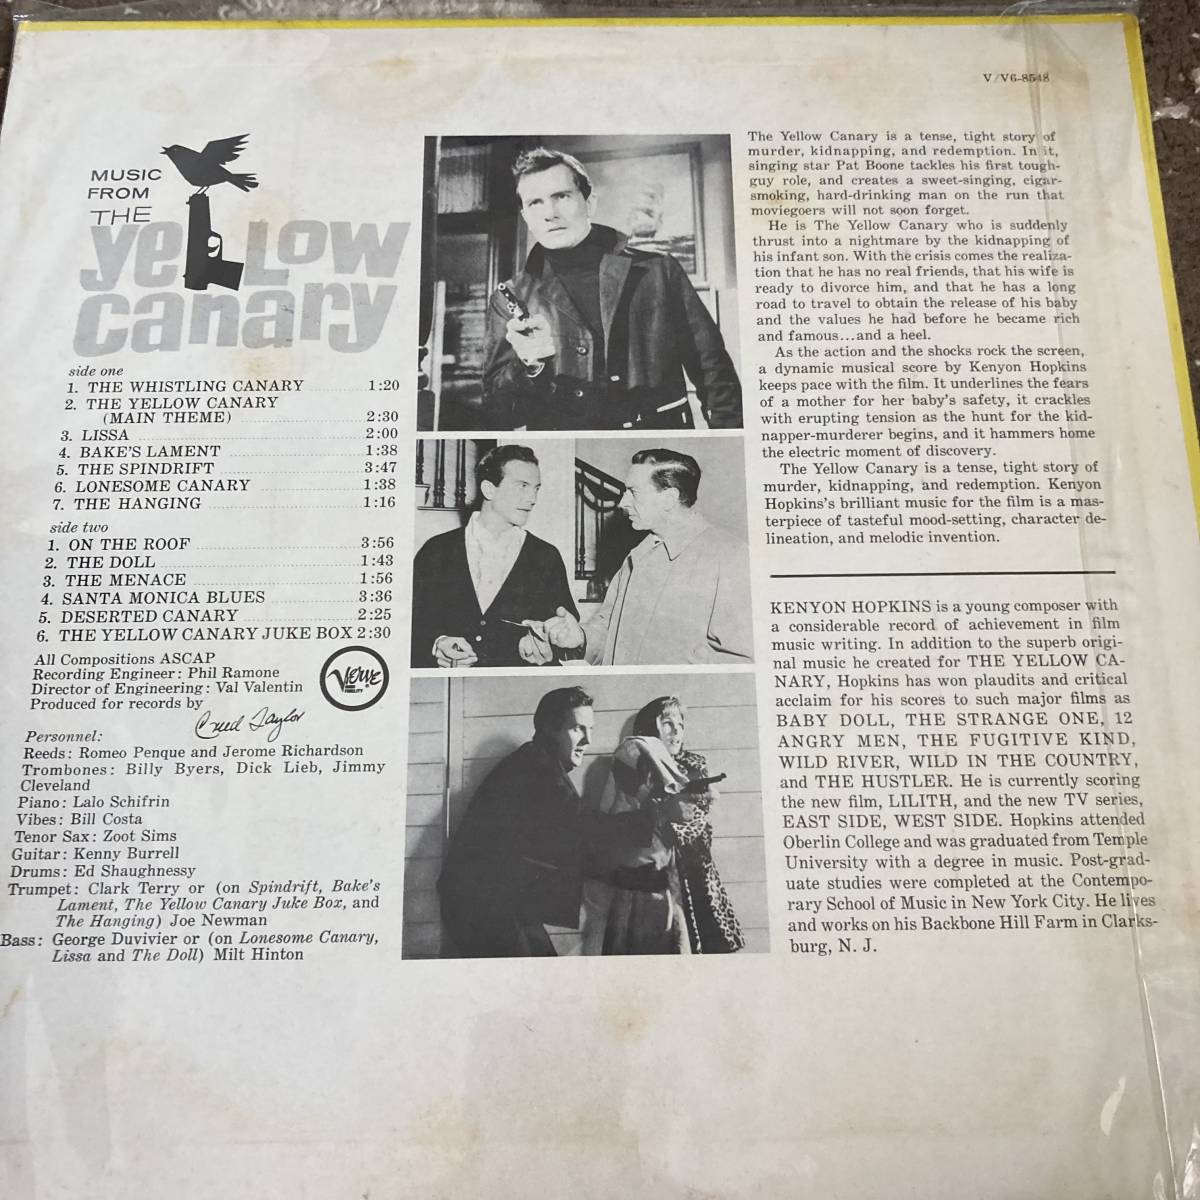 V/V6-8548
MUSIC
FROM
THE
yellow
canary
side one
1. THE WHISTLING CANARY 1:20
2. THE YELLOW CANARY
(MAIN THEME) 2:30
3. LISSA 2:00
4. BAKE'S LAMENT 1:38
5. THE SPINDRIFT 3:47
6. LONESOME CANARY 1:38
7. THE HANGING 1:16
side two
1. ON THE ROOF 3:56
2. THE DOLL 1:43
3. THE MENACE 1:56
4. SANTA MONICA BLUES 3:36
5. DESERTED CANARY 2:25
6. THE YELLOW CANARY JUKE BOX 2:30
All Compositions ASCAP
Recording Engineer: Phil Ramone
Director of Engineering: Val Valentin
Produced for records by
Creed Taylor
Verve
HIGH
FIDELITY
Personnel:
Reeds: Romeo Penque and Jerome Richardson
Trombones: Billy Byers, Dick Lieb, Jimmy
Cleveland
Piano: Lalo Schifrin
Vibes: Bill Costa
Tenor Sax: Zoot Sims
Guitar: Kenny Burrell
Drums: Ed Shaughnessy
Trumpet: Clark Terry or (on Spindrift, Bake's
Lament, The Yellow Canary Juke Box, and
The Hanging) Joe Newman
Bass: George Duvivier or (on Lonesome Canary,
Lissa and The Doll) Milt Hinton
The Yellow Canary is a tense, tight story of
murder, kidnapping, and redemption. In it,
singing star Pat Boone tackles his first tough-
guy role, and creates a sweet-singing, cigar-
smoking, hard-drinking man on the run that
moviegoers will not soon forget.
He is The Yellow Canary who is suddenly
thrust into a nightmare by the kidnapping of
his infant son. With the crisis comes the realiza-
tion that he has no real friends, that his wife is
ready to divorce him, and that he has a long
road to travel to obtain the release of his baby
and the values he had before he became rich
and famous...and a heel.
As the action and the shocks rock the screen,
a dynamic musical score by Kenyon Hopkins
keeps pace with the film. It underlines the fears
of a mother for her baby's safety, it crackles
with erupting tension as the hunt for the kid-
napper-murderer begins, and it hammers home
the electric moment of discovery.
The Yellow Canary is a tense, tight story of
murder, kidnapping, and redemption. Kenyon
Hopkins's brilliant music for the film is a mas-
terpiece of tasteful mood-setting, character de-
lineation, and melodic invention.
KENYON HOPKINS is a young composer with
a considerable record of achievement in film
music writing. In addition to the superb origi-
nal music he created for THE YELLOW CA-
NARY, Hopkins has won plaudits and critical
acclaim for his scores to such major films as
BABY DOLL, THE STRANGE ONE, 12
ANGRY MEN, THE FUGITIVE KIND,
WILD RIVER, WILD IN THE COUNTRY,
and THE HUSTLER. He is currently scoring
the new film, LILITH, and the new TV series,
EAST SIDE, WEST SIDE. Hopkins attended
Oberlin College and was graduated from Temple
University with a degree in music. Post-grad-
uate studies were completed at the Contempo-
rary School of Music in New York City. He lives
and works on his Backbone Hill Farm in Clarks-
burg, N. J.